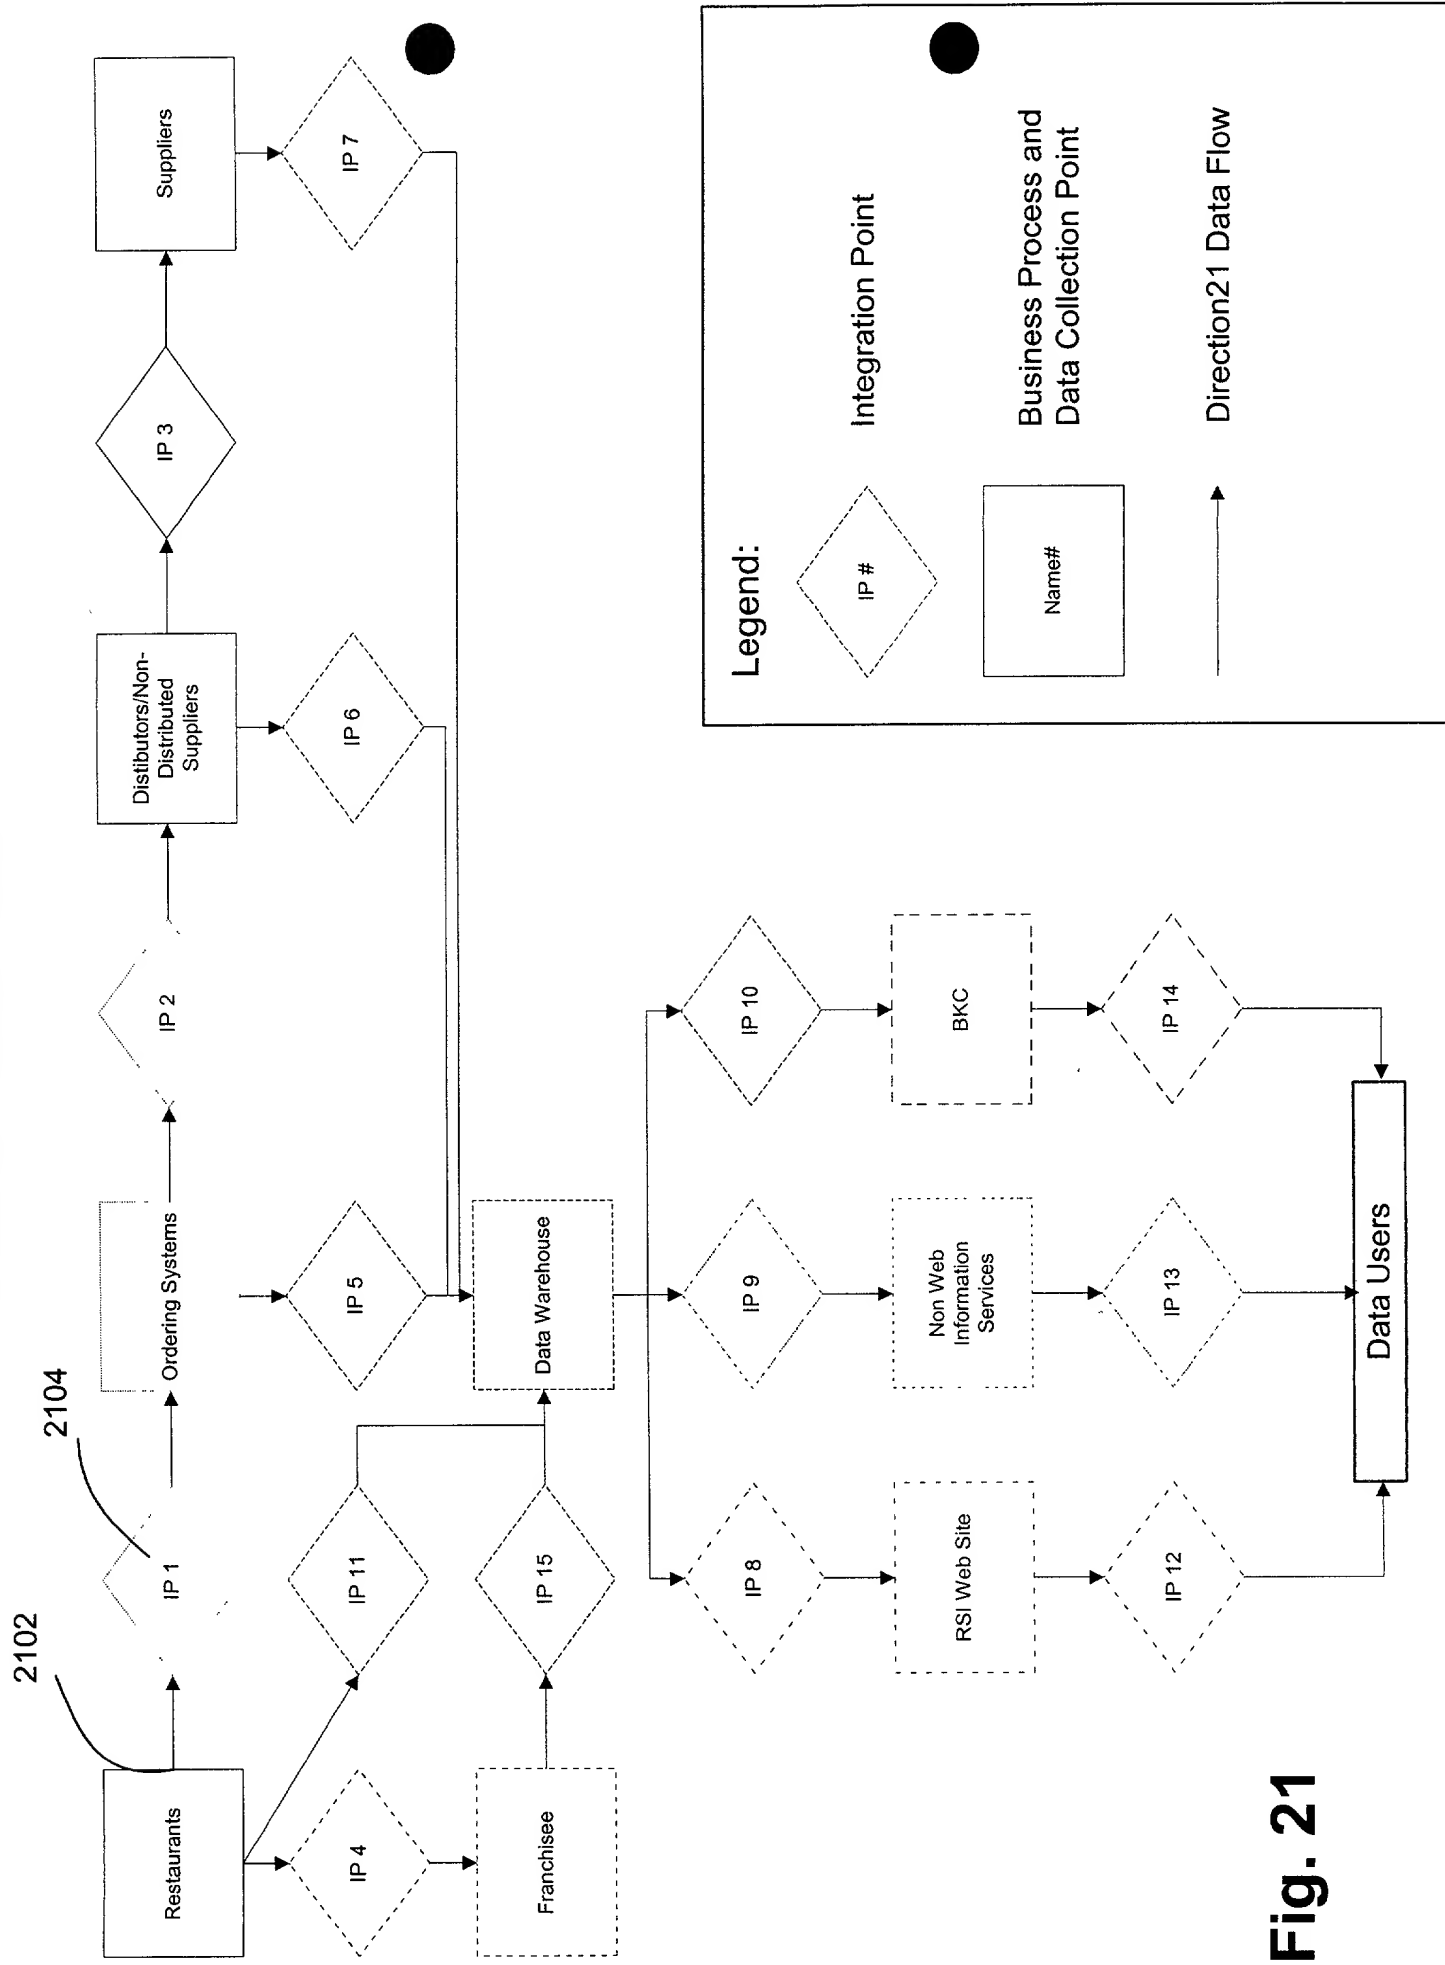 2102
2104
Restaurants
IP 1
Ordering Systems
IP 2
Distibutors/Non-
Distributed
Suppliers
IP 3
Suppliers
IP 4
IP 11
IP 5
IP 6
IP 7
Franchisee
IP 15
Data Warehouse
IP 8
IP 9
IP 10
RSI Web Site
Non Web
Information
Services
BKC
IP 12
IP 13
IP 14
Data Users
Legend:
IP #
Integration Point
Name#
Business Process and
Data Collection Point
Direction21 Data Flow
Fig. 21